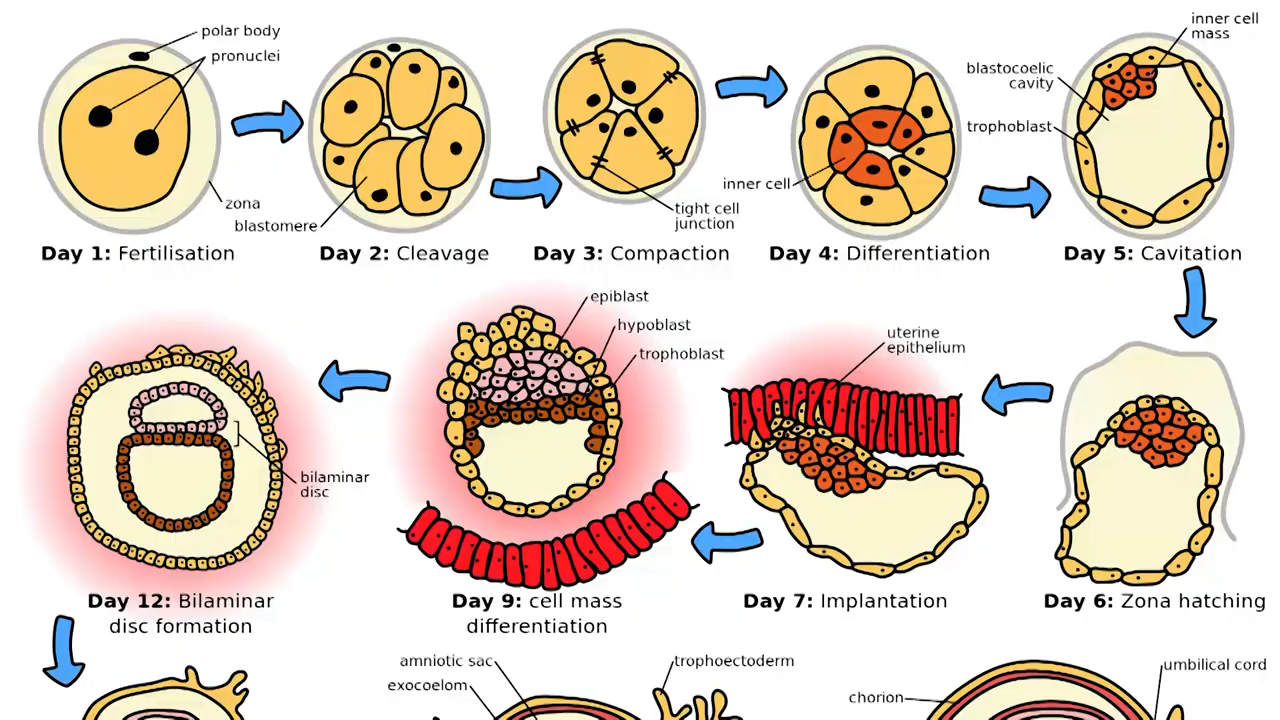 polar body
pronuclei
zona
blastomere
tight cell
junction
inner cell
inner cell
mass
blastocoelic
cavity
trophoblast
Day 1: Fertilisation
Day 2: Cleavage
Day 3: Compaction
Day 4: Differentiation
Day 5: Cavitation
epiblast
hypoblast
trophoblast
uterine
epithelium
bilaminar
disc
Day 12: Bilaminar
disc formation
Day 9: cell mass
differentiation
Day 7: Implantation
Day 6: Zona hatching
amniotic sac
exocoelom
trophoectoderm
chorion
umbilical cord